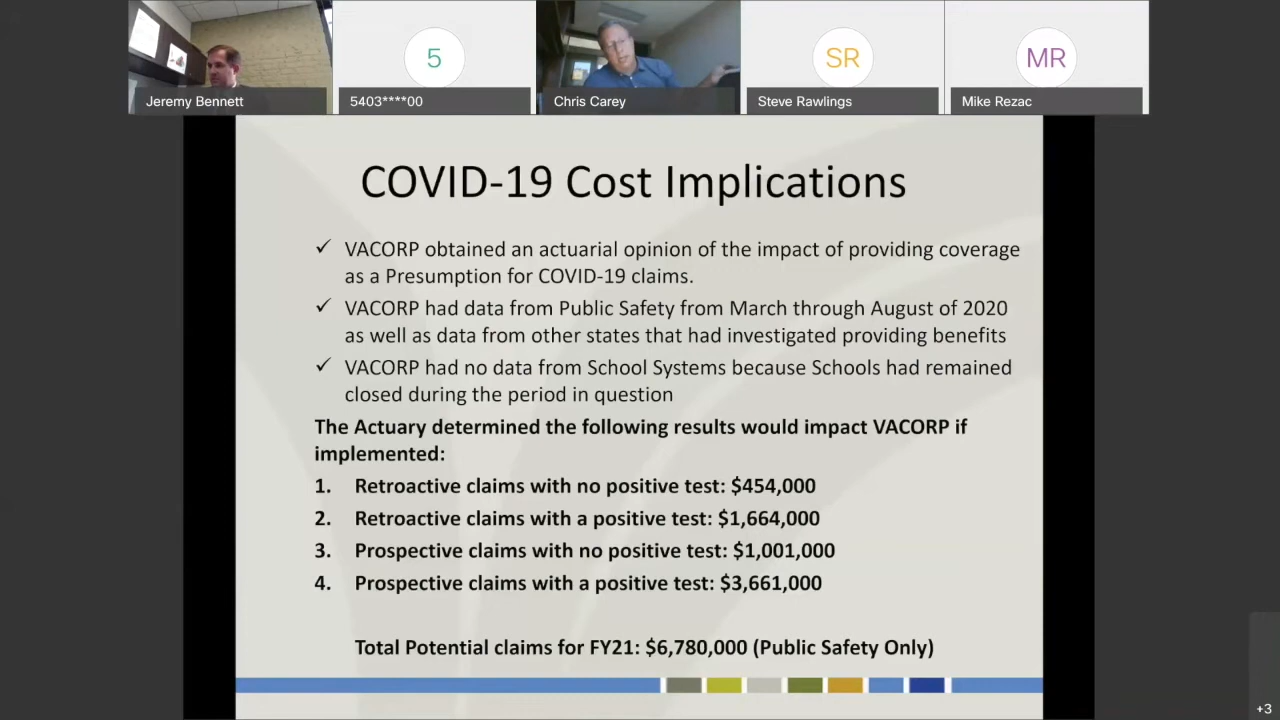 5
SR
MR
Jeremy Bennett
5403****00
Chris Carey
Steve Rawlings
Mike Rezac
COVID-19 Cost Implications
✓ VACORP obtained an actuarial opinion of the impact of providing coverage
as a Presumption for COVID-19 claims.
✓ VACORP had data from Public Safety from March through August of 2020
as well as data from other states that had investigated providing benefits
✓ VACORP had no data from School Systems because Schools had remained
closed during the period in question
The Actuary determined the following results would impact VACORP if
implemented:
1. Retroactive claims with no positive test: $454,000
2. Retroactive claims with a positive test: $1,664,000
3. Prospective claims with no positive test: $1,001,000
4. Prospective claims with a positive test: $3,661,000
Total Potential claims for FY21: $6,780,000 (Public Safety Only)
+3